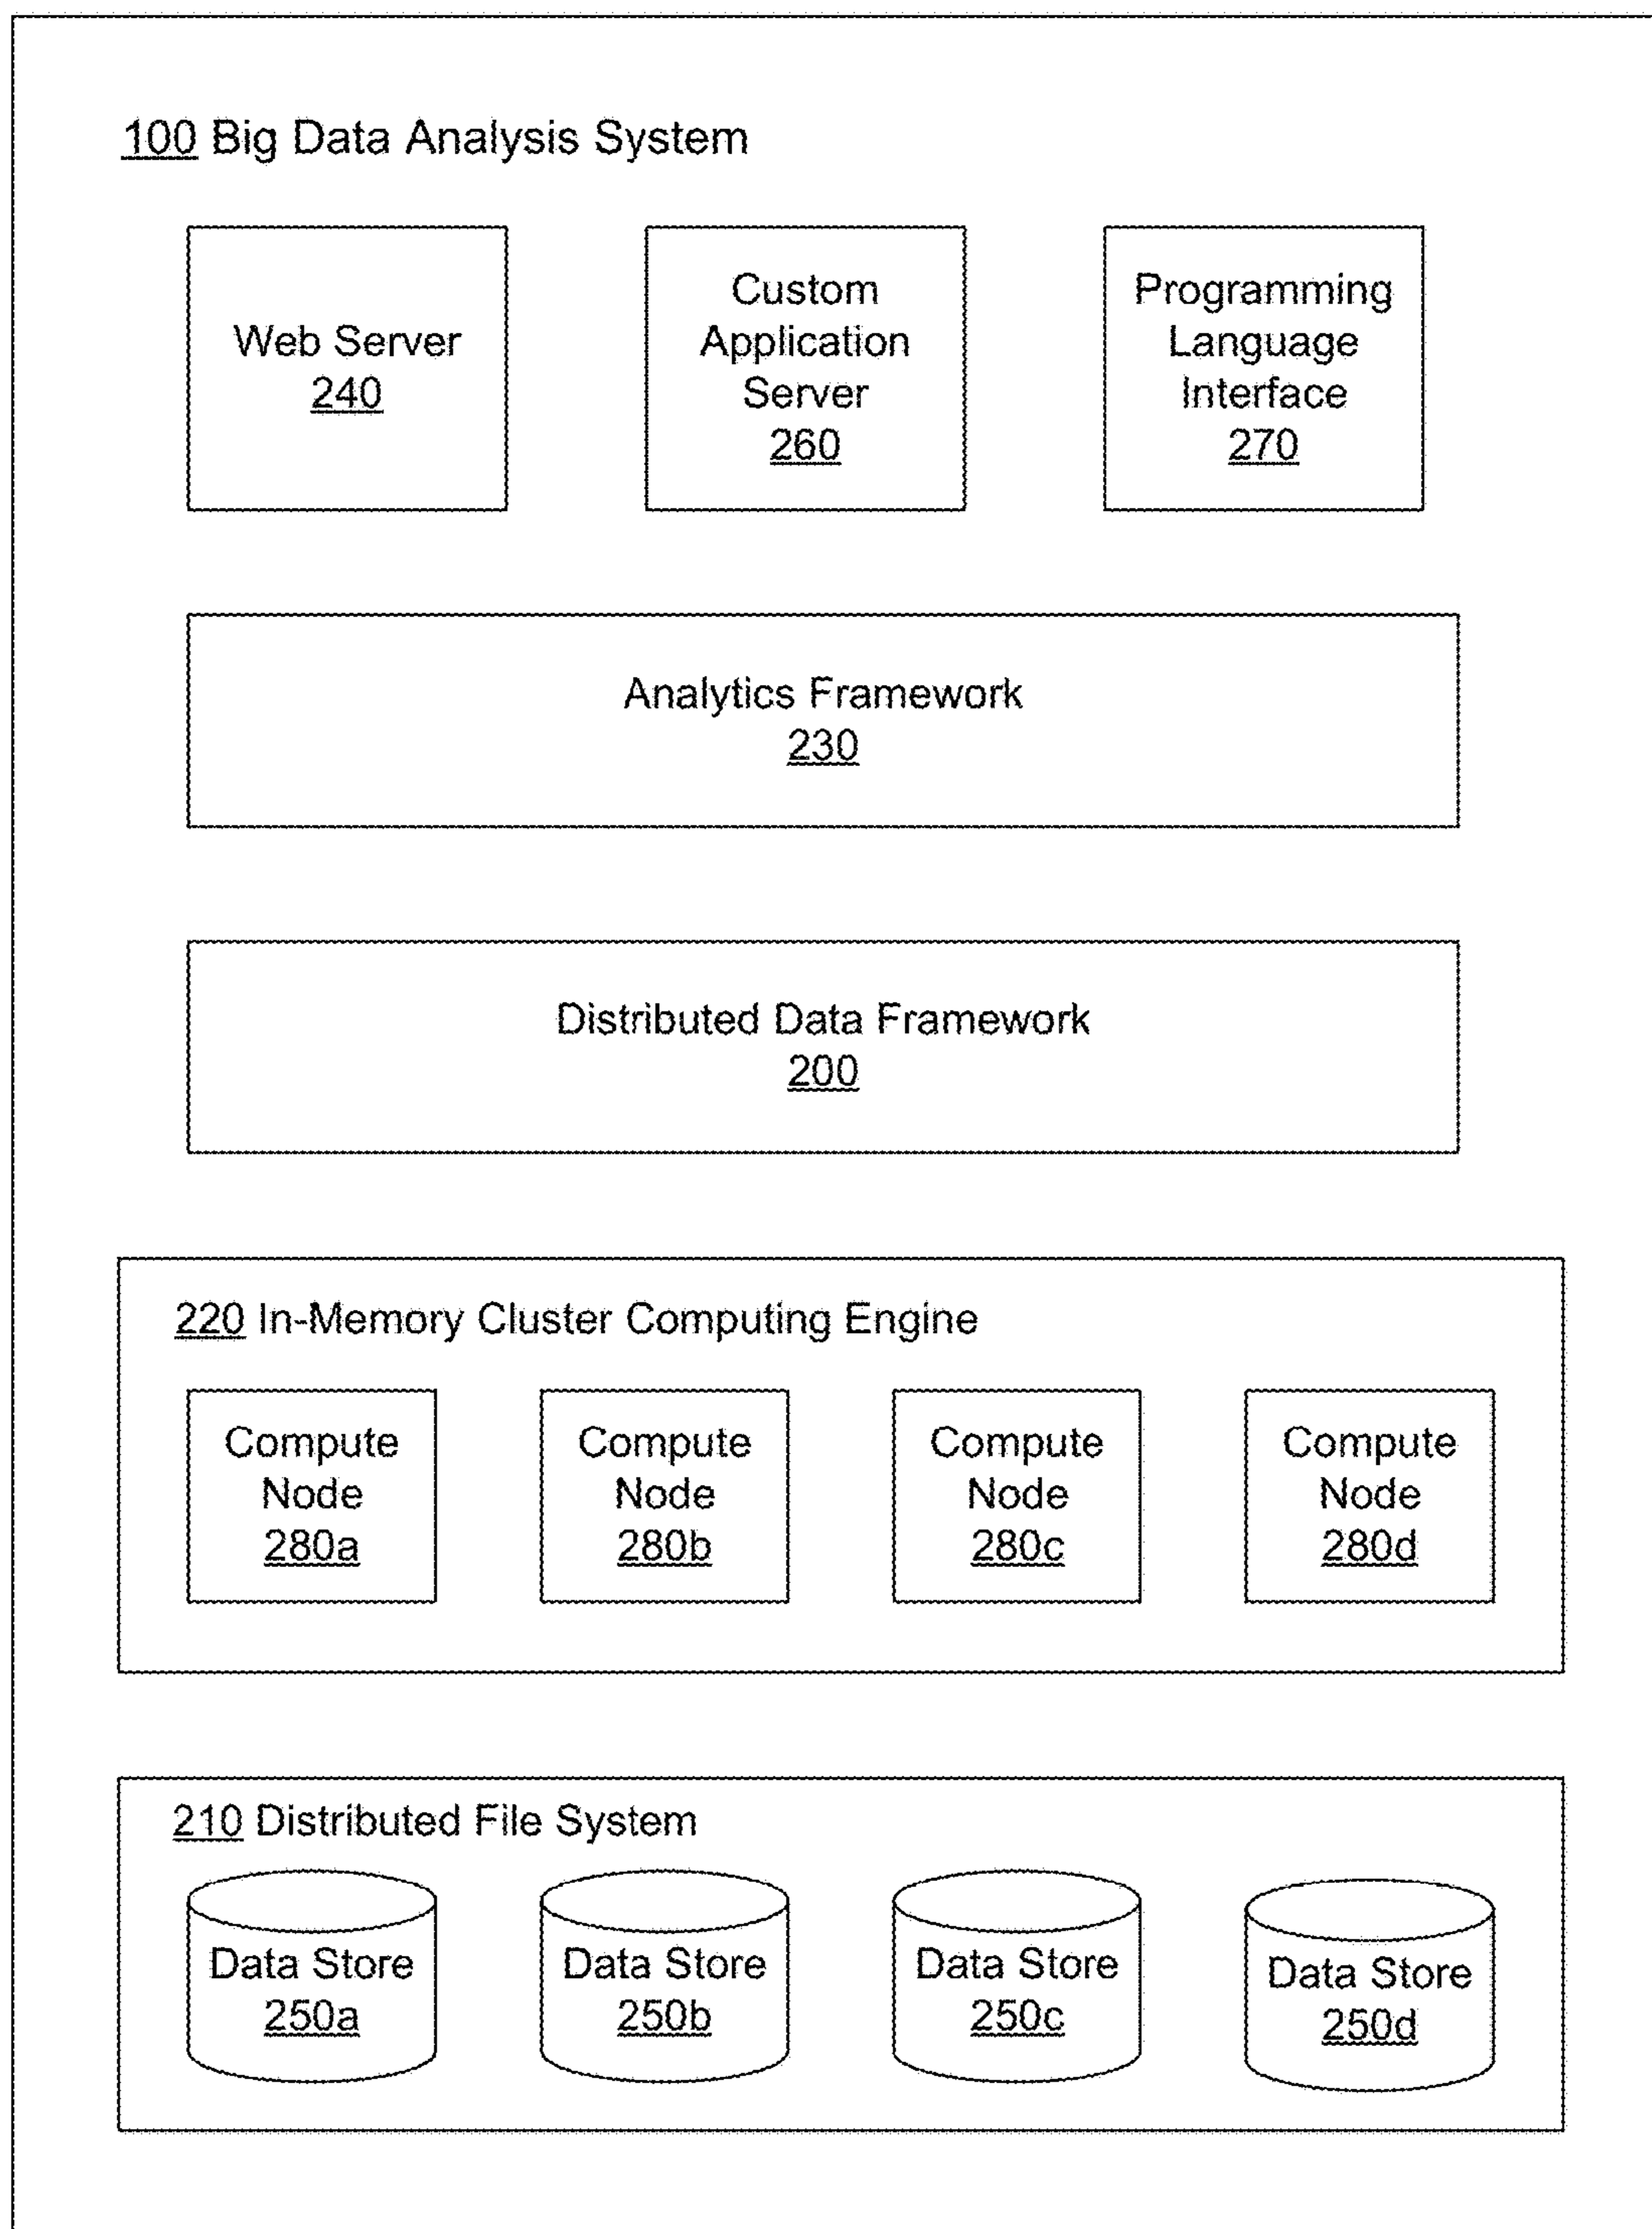 100 Big Data Analysis System
Web Server
240
Custom
Application
Server
260
Programming
Language
Interface
270
Analytics Framework
230
Distributed Data Framework
200
220 In-Memory Cluster Computing Engine
Compute
Node
280a
Compute
Node
280b
Compute
Node
280c
Compute
Node
280d
210 Distributed File System
Data Store
250a
Data Store
250b
Data Store
250c
Data Store
250d